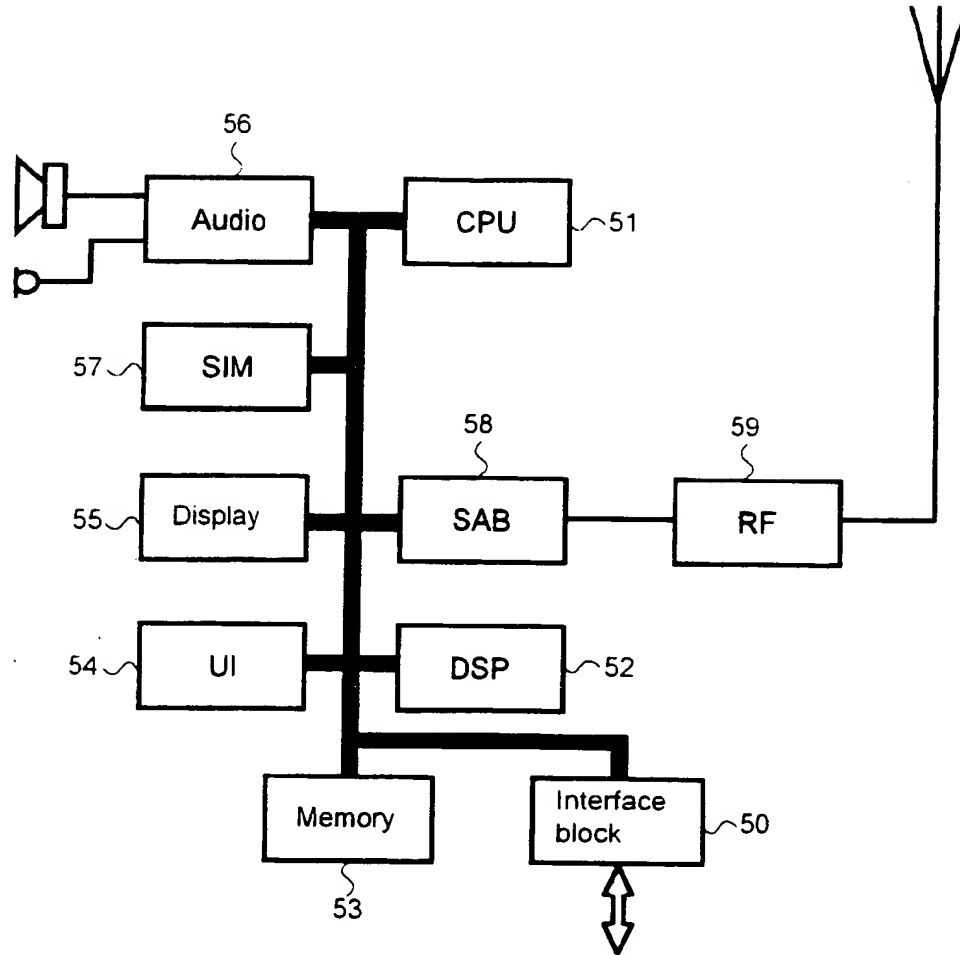 56
Audio
CPU
51
57
SIM
58
59
55
Display
SAB
RF
54
UI
DSP
52
Memory
Interface
block
50
53